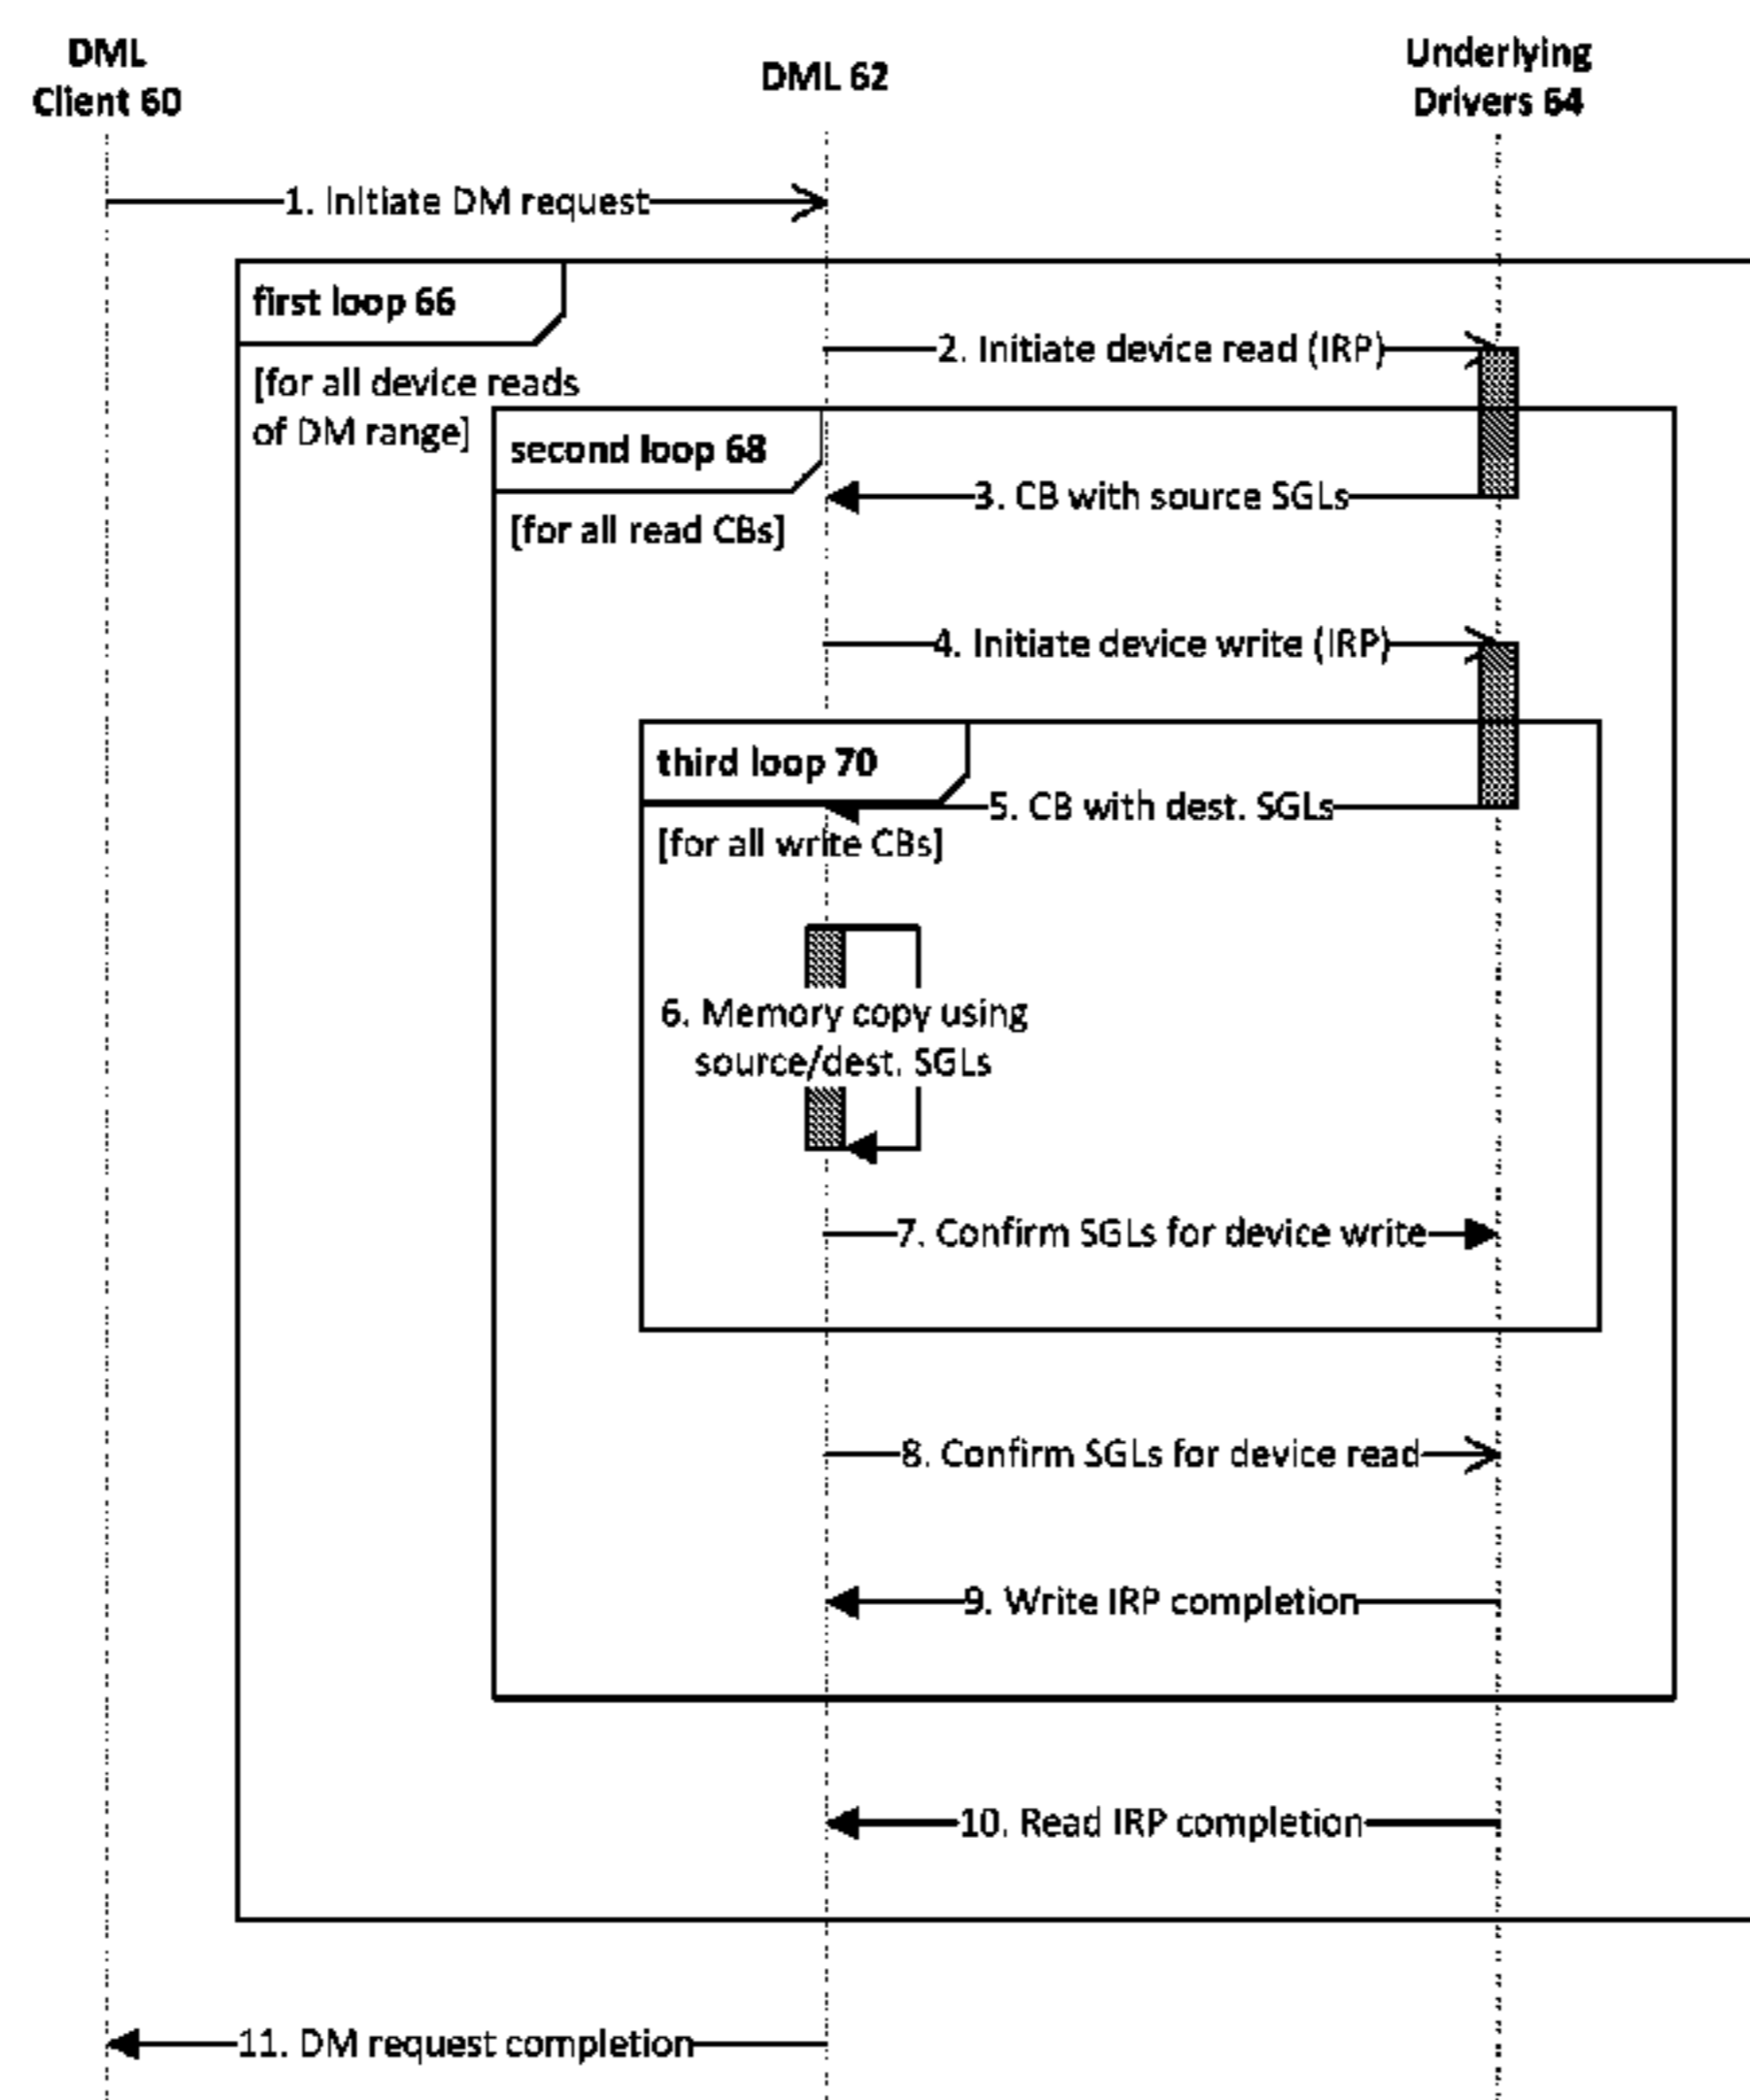 DML
Client 60
DML 62
Underlying
Drivers 64
1. Initiate DM request
first loop 66
[for all device reads
of DM range]
2. Initiate device read (IRP)
second loop 68
[for all read CBs]
3. CB with source SGLs
4. Initiate device write (IRP)
third loop 70
[for all write CBs]
5. CB with dest. SGLs
6. Memory copy using
source/dest. SGLs
7. Confirm SGLs for device write
8. Confirm SGLs for device read
9. Write IRP completion
10. Read IRP completion
11. DM request completion